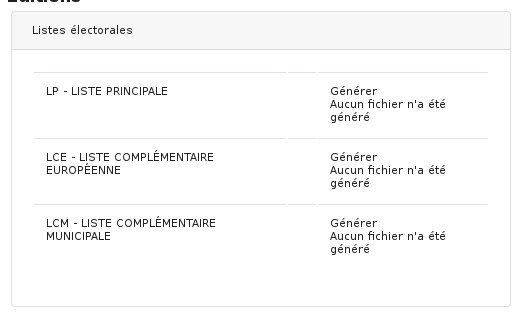 Éditions
Listes électorales
LP - LISTE PRINCIPALE
Générer
Aucun fichier n'a été
généré
LCE - LISTE COMPLÉMENTAIRE
EUROPÉENNE
Générer
Aucun fichier n'a été
généré
LCM - LISTE COMPLÉMENTAIRE
MUNICIPALE
Générer
Aucun fichier n'a été
généré